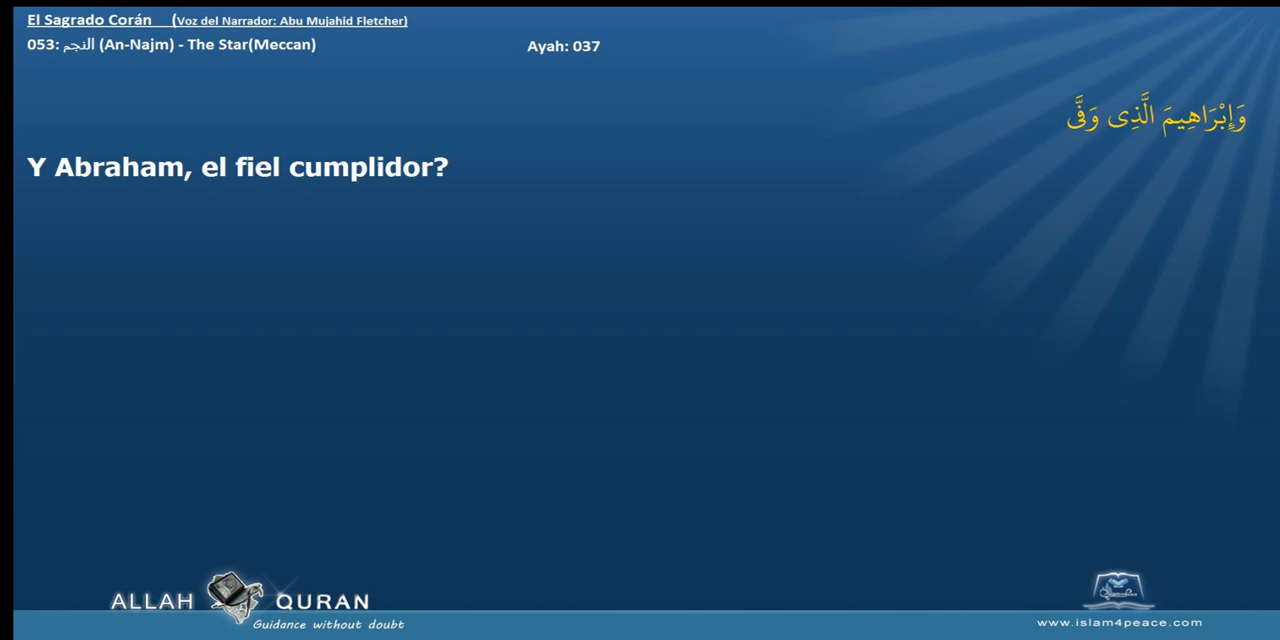 El Sagrado Corán (Voz del Narrador: Abu Mujahid Fletcher)
053: النجم (An-Najm) - The Star(Meccan) Ayah: 037
وَإِبْرَاهِيمَ الَّذِى وَفَّى
Y Abraham, el fiel cumplidor?
ALLAH QURAN
Guidance without doubt
www.islam4peace.com